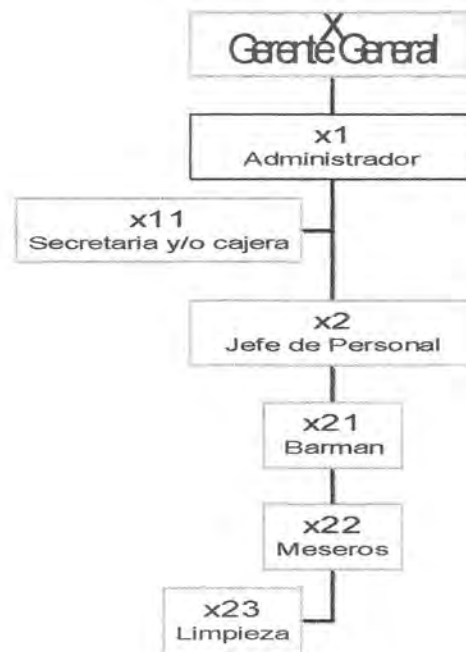 X
Gerente General
x1
Administrador
x11
Secretaria y/o cajera
x2
Jefe de Personal
x21
Barman
x22
Meseros
x23
Limpieza